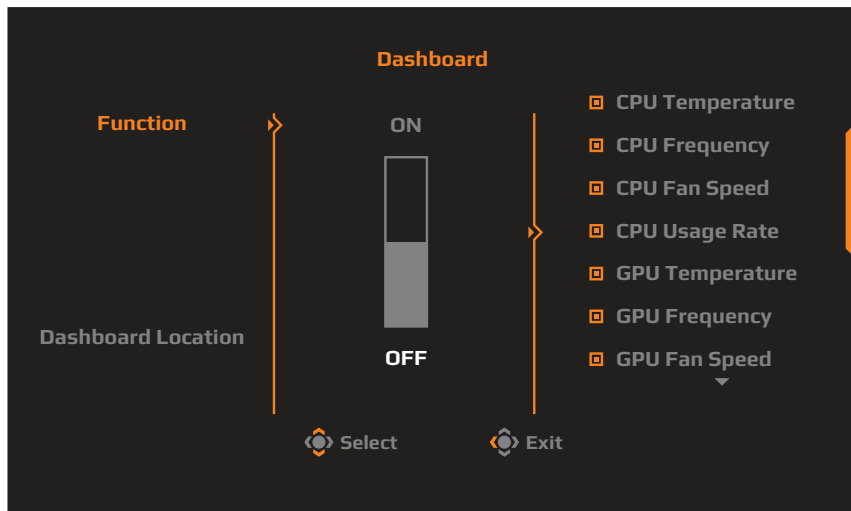 Dashboard
Function
Dashboard Location
ON
OFF
CPU Temperature
CPU Frequency
CPU Fan Speed
CPU Usage Rate
GPU Temperature
GPU Frequency
GPU Fan Speed
Select
Exit